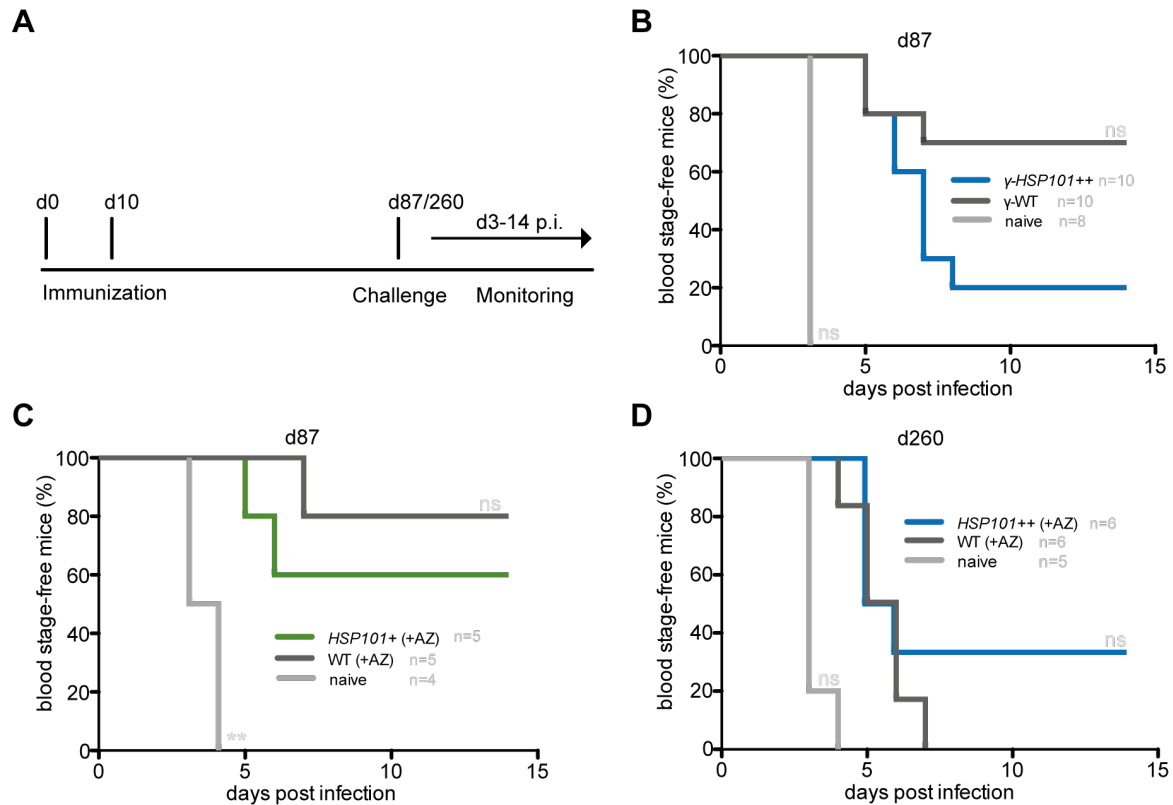 A
d0
d10
d87/260
d3-14 p.i.
Immunization
Challenge
Monitoring
B
d87
blood stage-free mice (%)
100
80
60
40
20
0
0
5
10
15
days post infection
ns
γ-HSP101++ n=10
γ-WT n=10
naive n=8
ns
C
d87
blood stage-free mice (%)
100
80
60
40
20
0
0
5
10
15
days post infection
ns
HSP101+ (+AZ) n=5
WT (+AZ) n=5
naive n=4
**
D
d260
blood stage-free mice (%)
100
80
60
40
20
0
0
5
10
15
days post infection
HSP101++ (+AZ) n=6
WT (+AZ) n=6
naive n=5
ns
ns